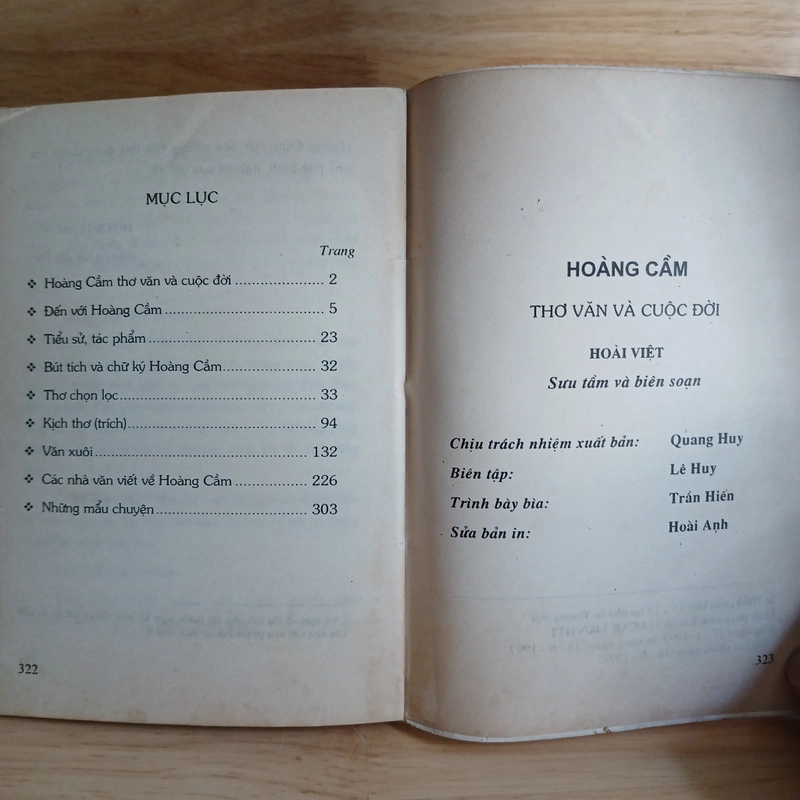 MỤC LỤC
Trang
❖ Hoàng Cầm thơ văn và cuộc đời .................. 2
❖ Đến với Hoàng Cầm ................................. 5
❖ Tiểu sử, tác phẩm ................................... 23
❖ Bút tích và chữ ký Hoàng Cầm ..................... 32
❖ Thơ chọn lọc ......................................... 33
❖ Kịch thơ (trích) ....................................... 94
❖ Văn xuôi .............................................. 132
❖ Các nhà văn viết về Hoàng Cầm .................. 226
❖ Những mẩu chuyện .................................. 303
322
HOÀNG CẦM
THƠ VĂN VÀ CUỘC ĐỜI
HOÀI VIỆT
Sưu tầm và biên soạn
Chịu trách nhiệm xuất bản: Quang Huy
Biên tập: Lê Huy
Trình bày bìa: Trần Hiến
Sửa bản in: Hoài Anh
323